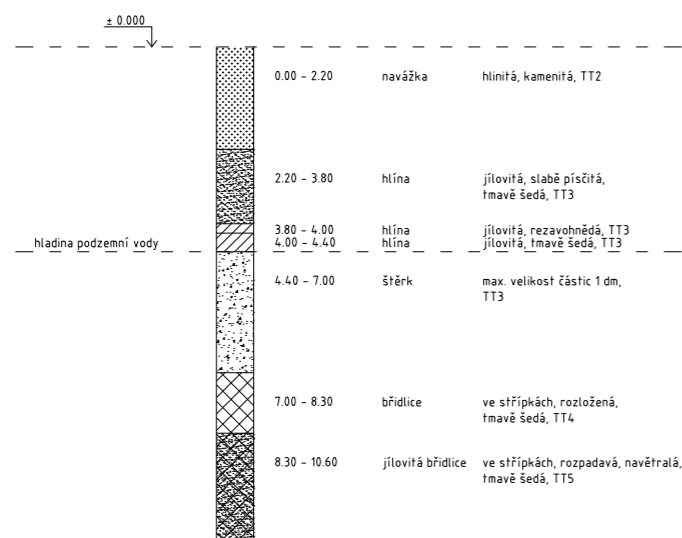 ± 0.000
0.00 - 2.20 navážka hlinitá, kamenitá, TT2
2.20 - 3.80 hlína jílovitá, slabě písčitá,
tmavě šedá, TT3
3.80 - 4.00 hlína jílovitá, rezavohnědá, TT3
hladina podzemní vody 4.00 - 4.40 hlína jílovitá, tmavě šedá, TT3
4.40 - 7.00 štěrk max. velikost částic 1 dm,
TT3
7.00 - 8.30 břidlice ve střípkách, rozložená,
tmavě šedá, TT4
8.30 - 10.60 jílovitá břidlice ve střípkách, rozpadavá, navětralá,
tmavě šedá, TT5